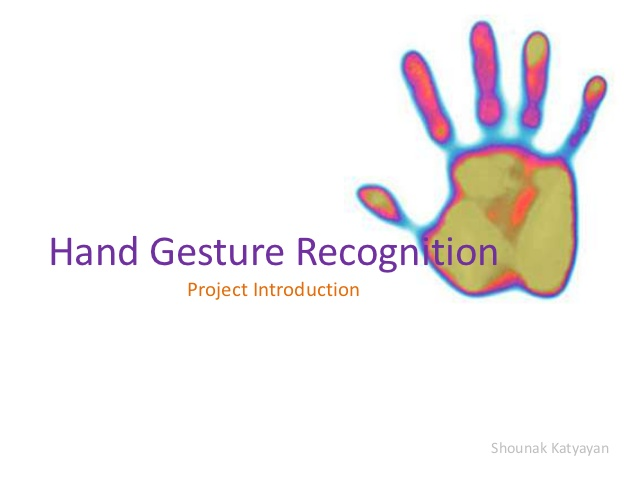 Hand Gesture Recognition
Project Introduction
Shounak Katyayan